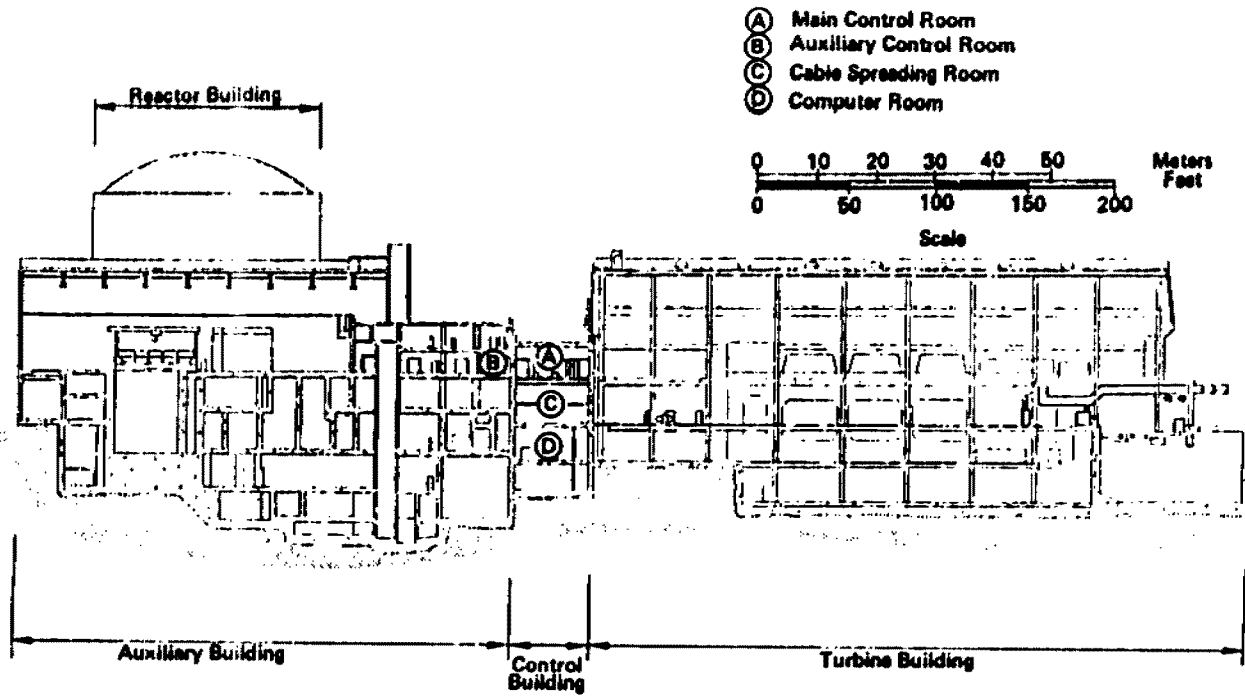 Ⓐ Main Control Room
Ⓑ Auxiliary Control Room
Ⓒ Cable Spreading Room
Ⓓ Computer Room
Reactor Building
0 10 20 30 40 50 Meters
Feet
0 50 100 150 200
Scale
A
B
C
D
Auxiliary Building
Control
Building
Turbine Building